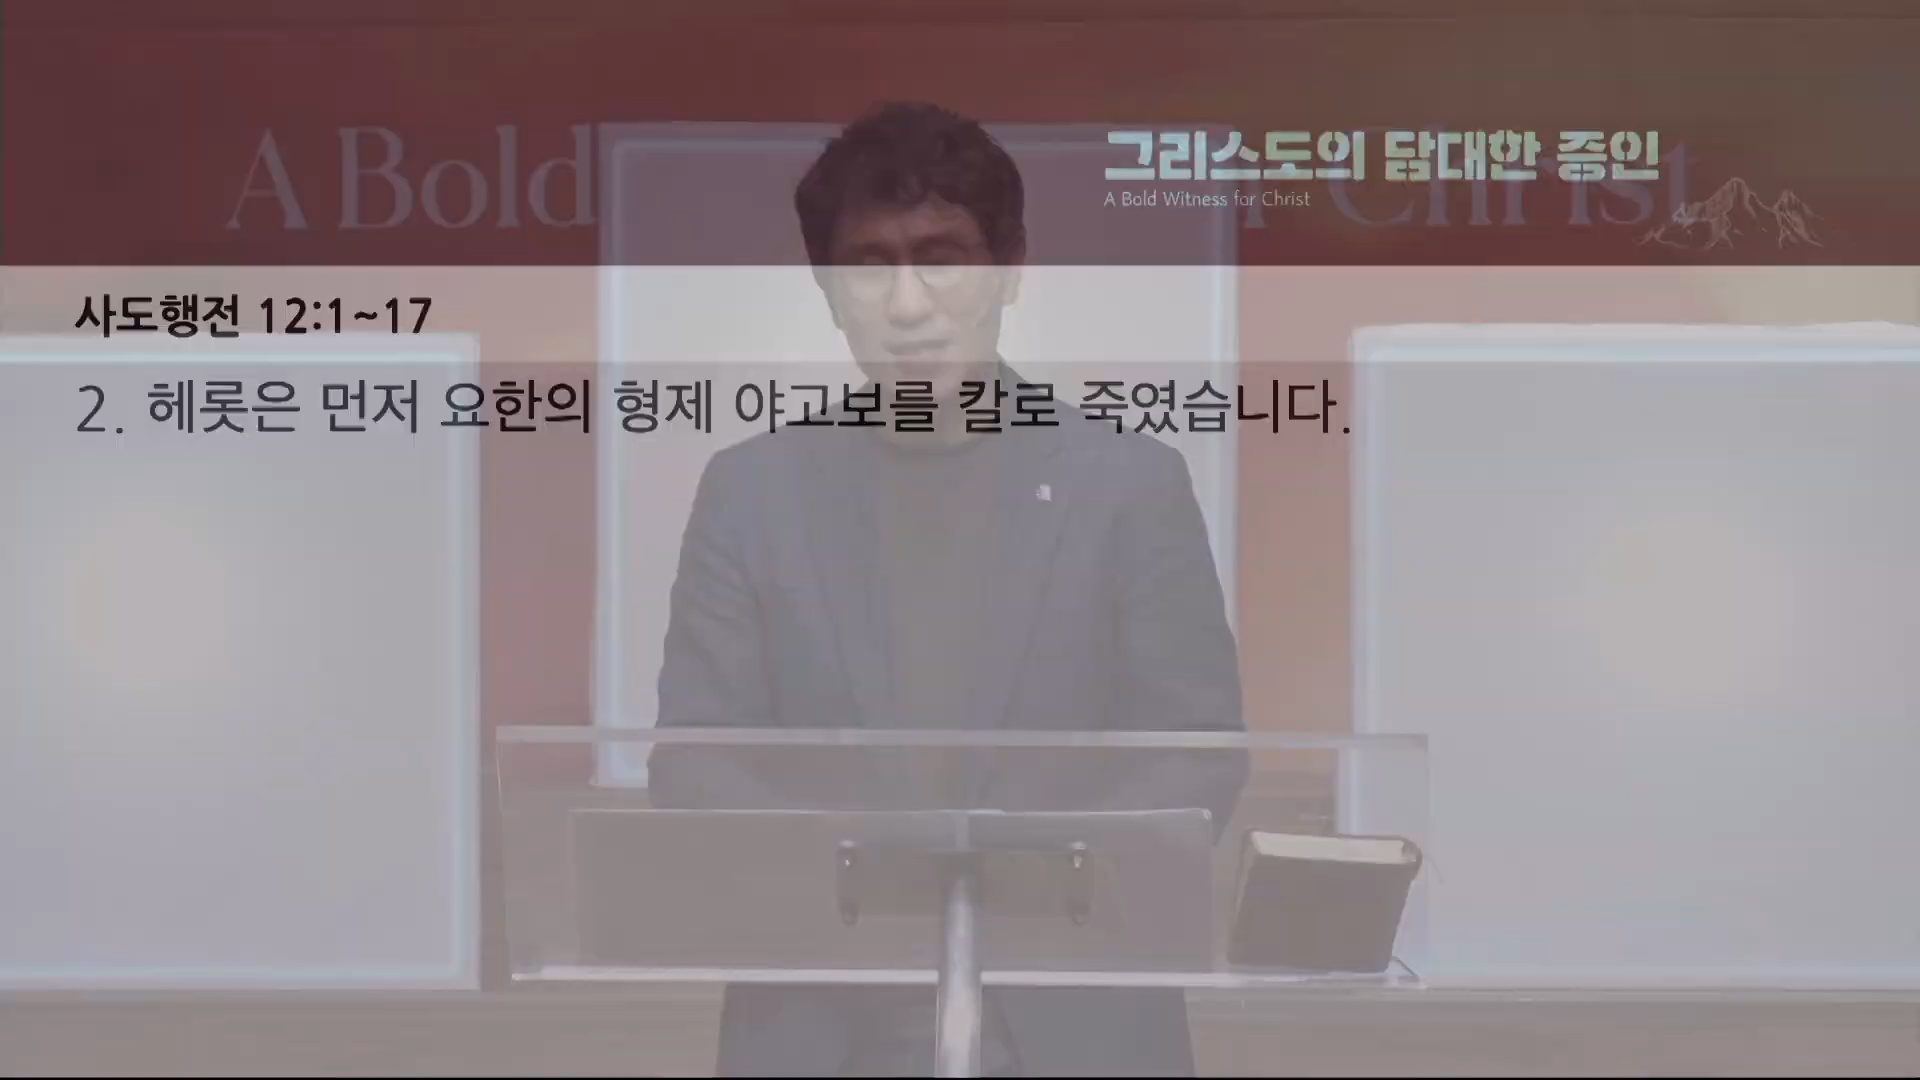 A Bold Christ
그리스도의 담대한 증인
A Bold Witness for Christ
사도행전 12:1~17
2. 헤롯은 먼저 요한의 형제 야고보를 칼로 죽였습니다.